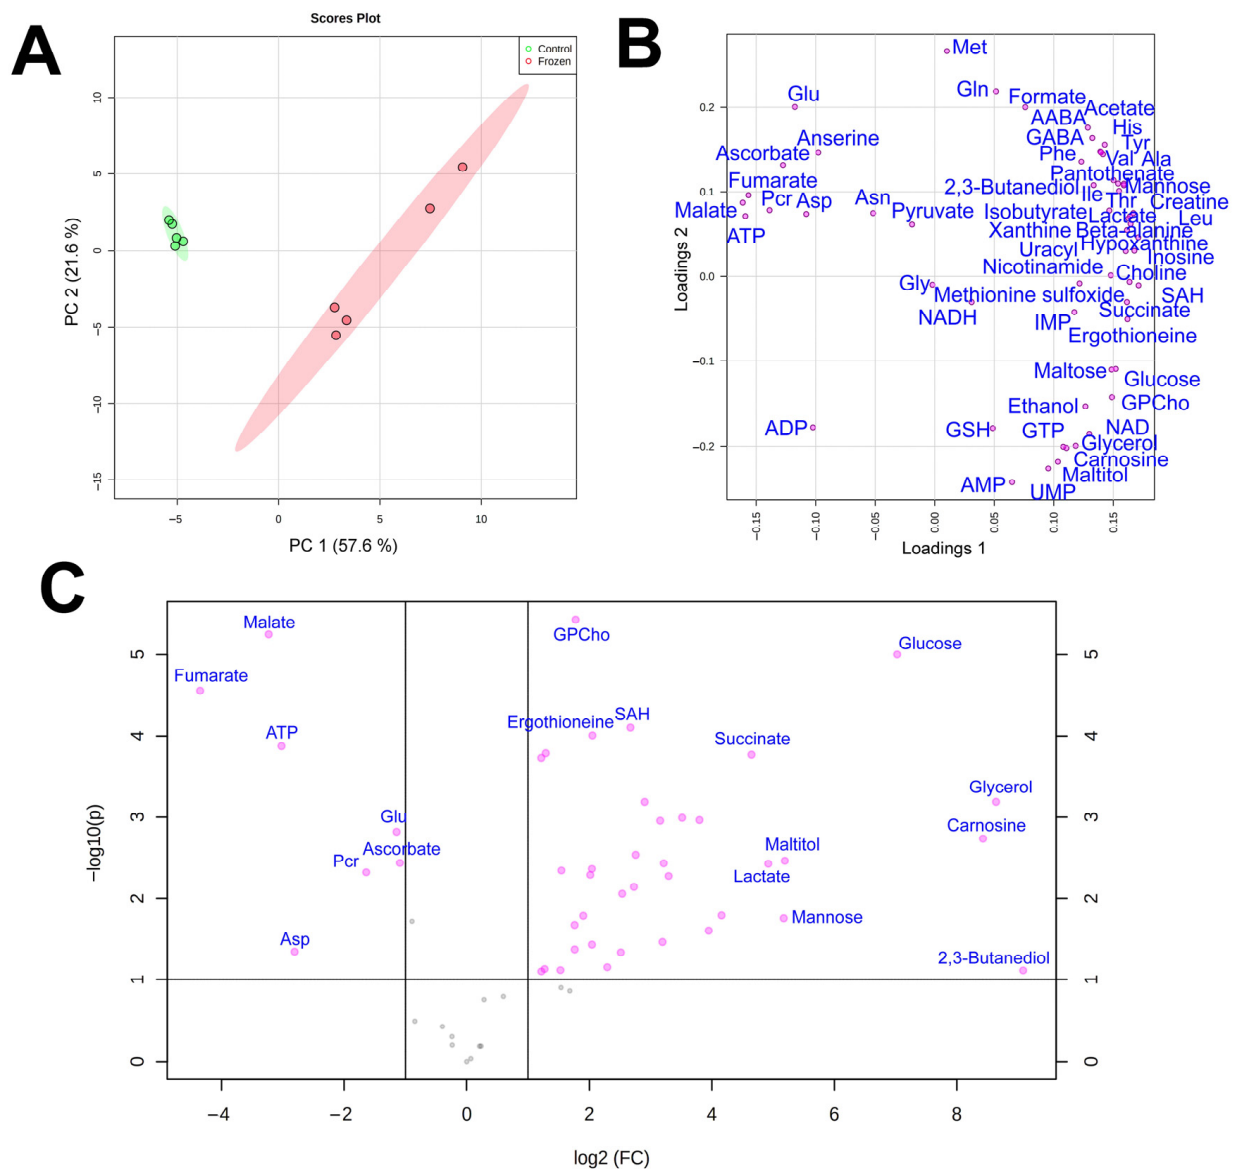 A
Scores Plot
Control
Frozen
10
5
0
−5
−10
−15
PC 2 (21.6 %)
−5
0
5
10
PC 1 (57.6 %)
B
Met
Gln
Glu
Formate
Acetate
AABA
His
GABA
Tyr
Anserine
Phe
Val Ala
Ascorbate
Pantothenate
Fumarate
2,3-Butanediol
Mannose
Ile
Thr
Creatine
Pcr
Asp
Asn
Malate
Pyruvate
Isobutyrate
Lactate
Leu
ATP
Xanthine
Beta-alanine
Uracyl
Hypoxanthine
Inosine
Nicotinamide
Choline
Gly
Methionine sulfoxide
SAH
NADH
IMP
Succinate
Ergothioneine
Maltose
Glucose
Ethanol
GPCho
ADP
GSH
GTP
NAD
Glycerol
Carnosine
Maltitol
AMP
UMP
0.2
0.1
0.0
−0.1
−0.2
Loadings 2
−0.15
−0.10
−0.05
0.00
0.05
0.10
0.15
Loadings 1
C
Malate
GPCho
Glucose
Fumarate
ATP
Ergothioneine
SAH
Succinate
Glycerol
Glu
Carnosine
Ascorbate
Pcr
Maltitol
Lactate
Mannose
Asp
2,3-Butanediol
5
4
3
2
1
0
−log10(p)
5
4
3
2
1
0
−4
−2
0
2
4
6
8
log2 (FC)